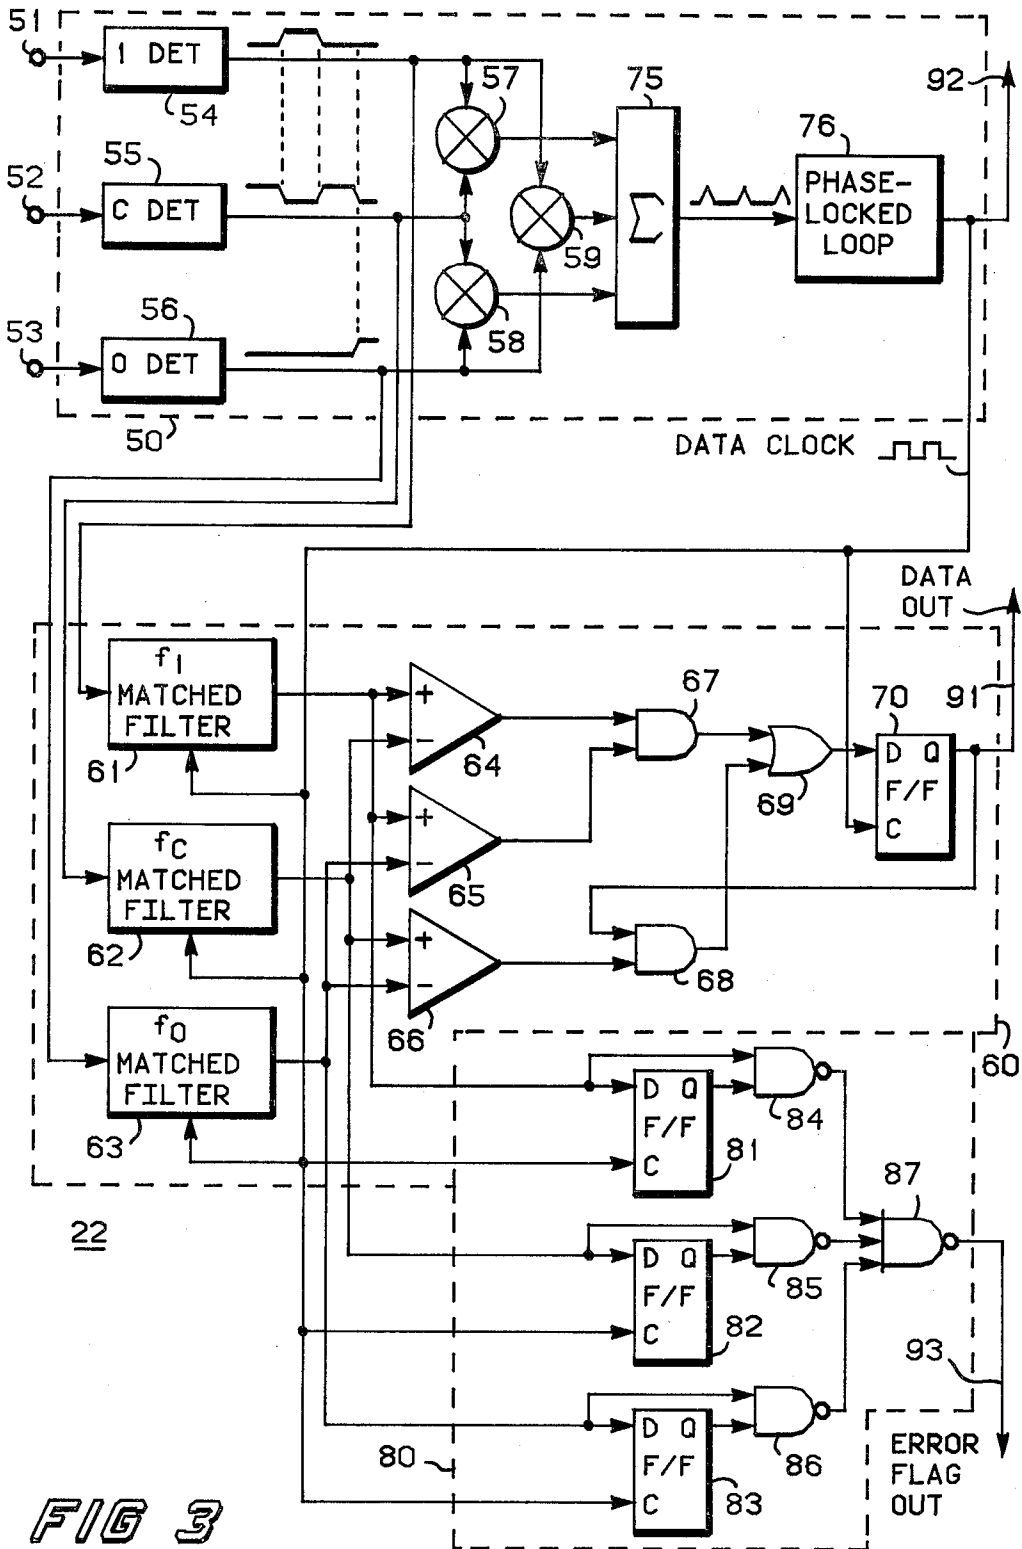 51
1 DET
54
57
75
92
52
55
C DET
59
Σ
76
PHASE-
LOCKED
LOOP
53
56
0 DET
58
50
DATA CLOCK
DATA
OUT
f1
MATCHED
FILTER
61
+
−
64
67
69
70
D Q
F/F
C
91
fC
MATCHED
FILTER
62
+
−
65
68
f0
MATCHED
FILTER
63
+
−
66
60
D Q
F/F
C
81
84
22
D Q
F/F
C
82
85
87
93
80
D Q
F/F
C
83
86
ERROR
FLAG
OUT
FIG 3